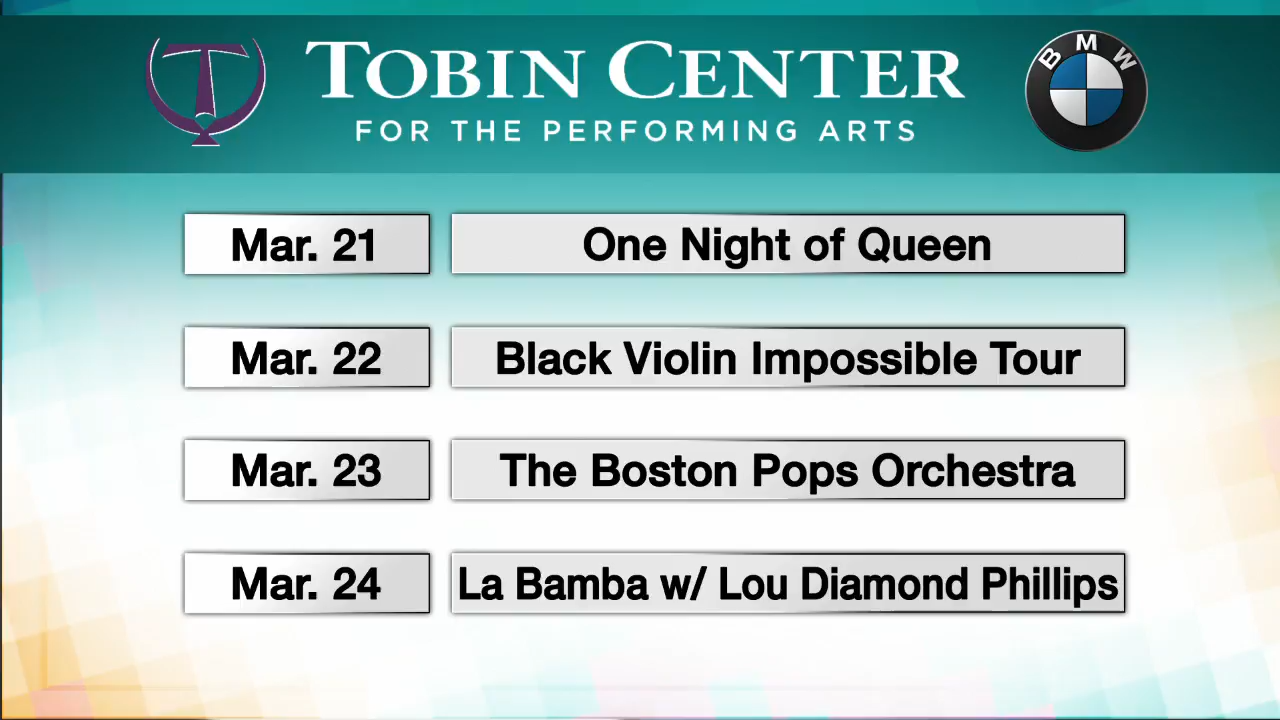 TOBIN CENTER
FOR THE PERFORMING ARTS
BMW
Mar. 21
One Night of Queen
Mar. 22
Black Violin Impossible Tour
Mar. 23
The Boston Pops Orchestra
Mar. 24
La Bamba w/ Lou Diamond Phillips